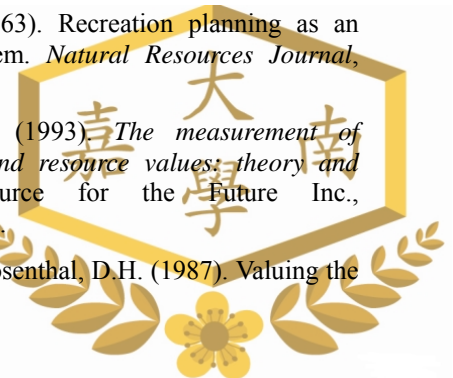 63). Recreation planning as an
em. Natural Resources Journal,
大
(1993). The measurement of
嘉 南
nd resource values: theory and
學
urce for the Future Inc.,
.
osenthal, D.H. (1987). Valuing the